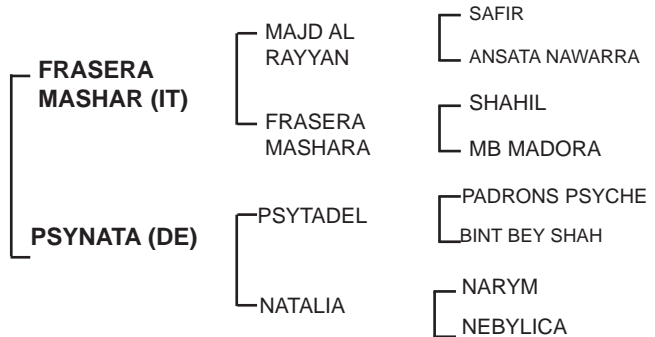 FRASERA
MASHAR (IT)
MAJD AL
RAYYAN
SAFIR
ANSATA NAWARRA
FRASERA
MASHARA
SHAHIL
MB MADORA
PSYNATA (DE)
PSYTADEL
PADRONS PSYCHE
BINT BEY SHAH
NATALIA
NARYM
NEBYLICA